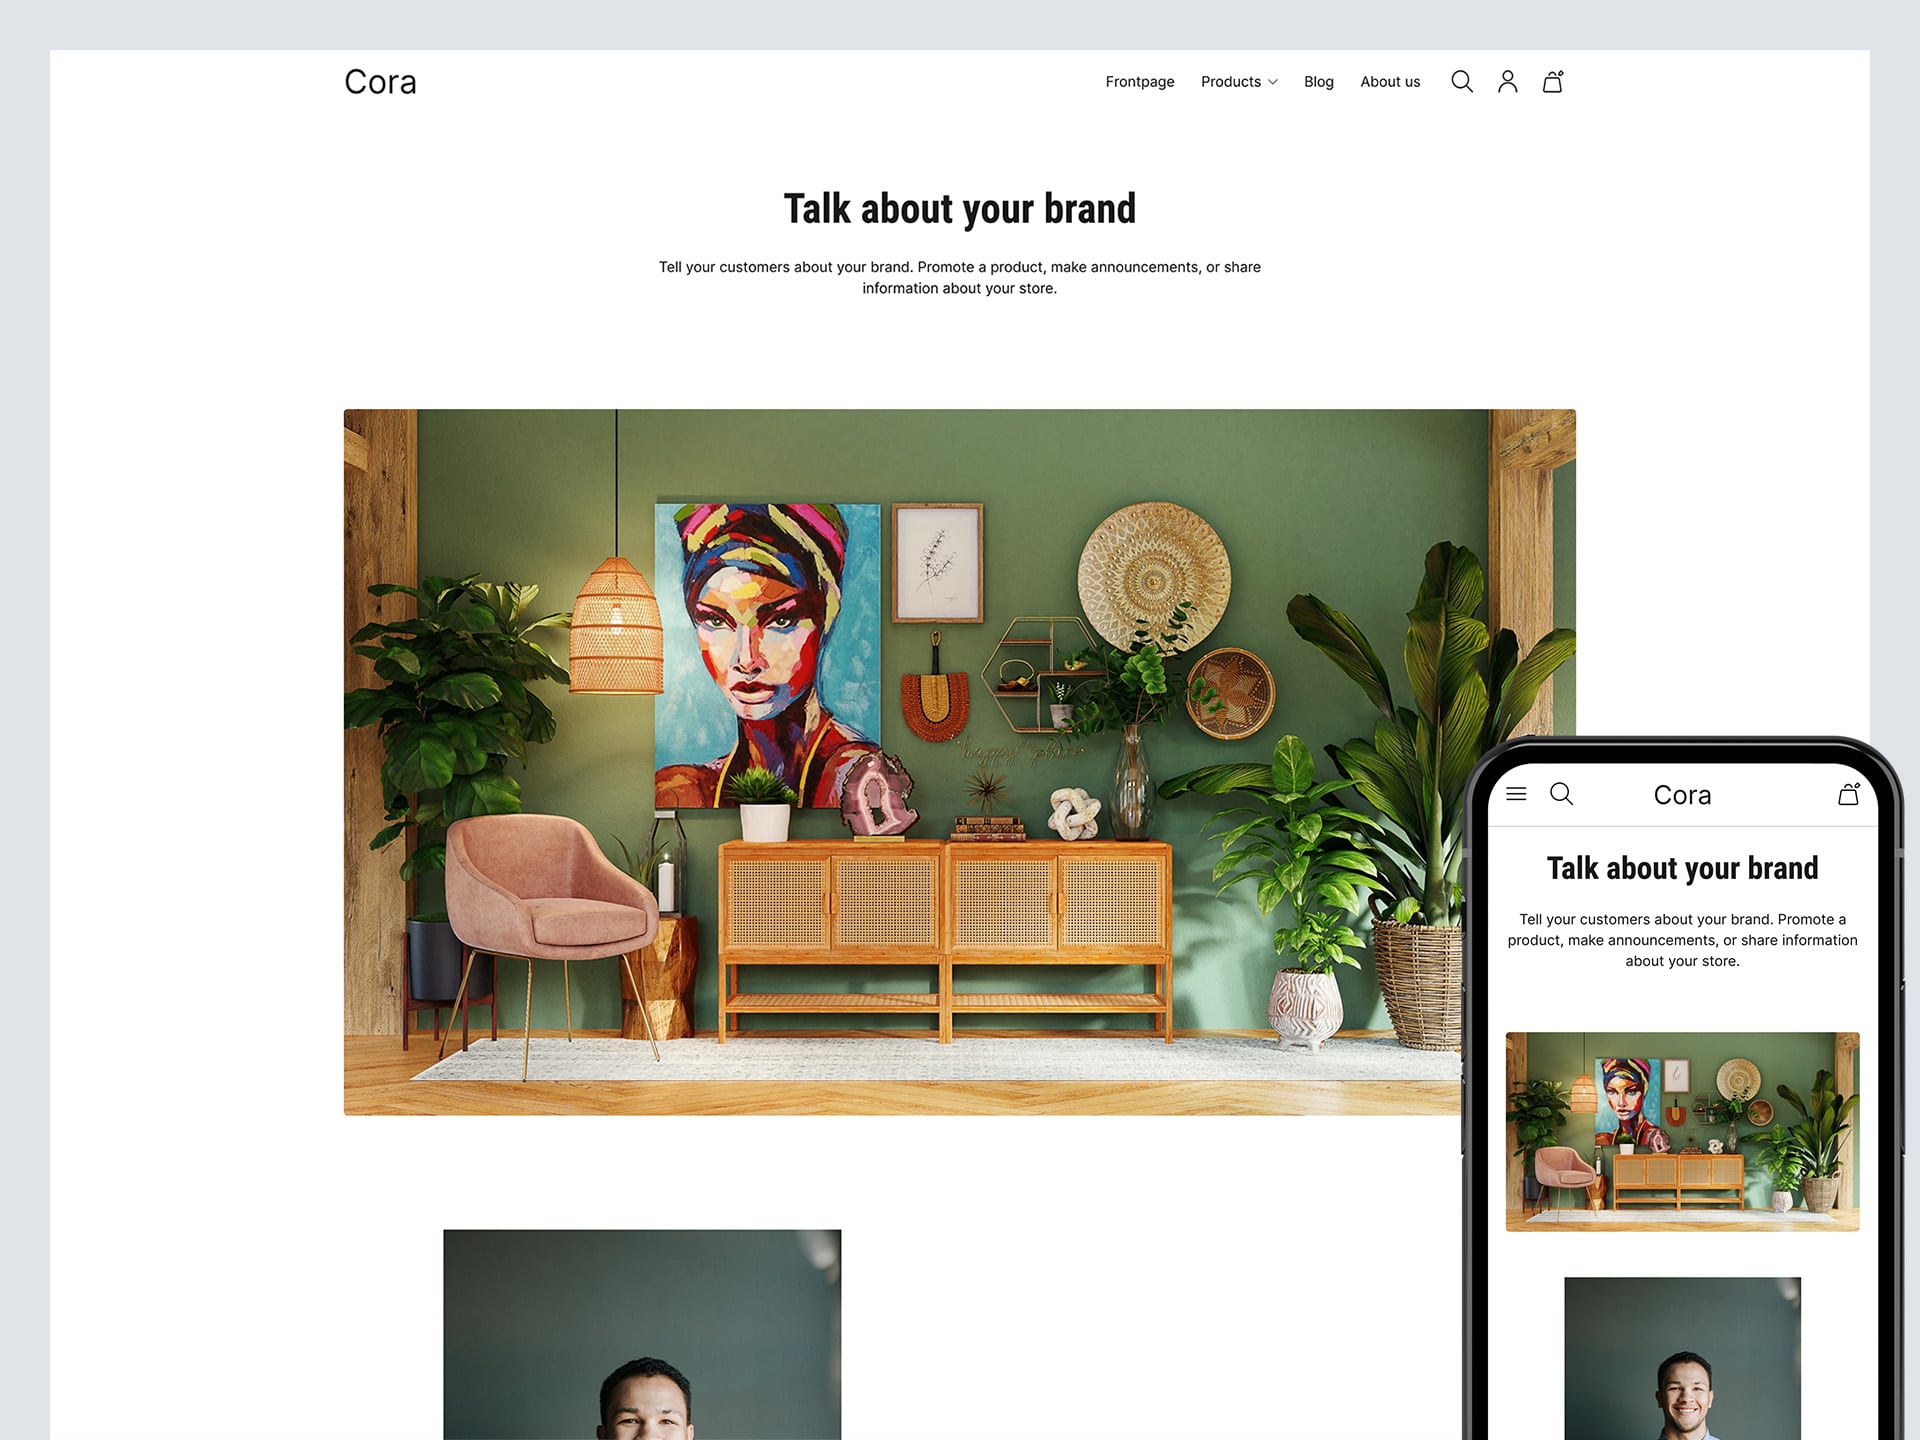 Cora
Frontpage Products Blog About us
Talk about your brand
Tell your customers about your brand. Promote a product, make announcements, or share
information about your store.
happy place
Cora
Talk about your brand
Tell your customers about your brand. Promote a
product, make announcements, or share information
about your store.